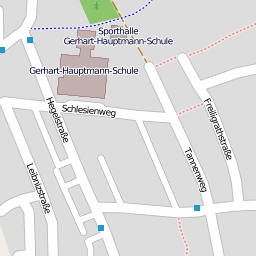 Sporthalle
Gerhart-Hauptmann-Schule
Gerhart-Hauptmann-Schule
Schlesienweg
Hegelstraße
Freiligrathstraße
Leibnizstraße
Tannenweg